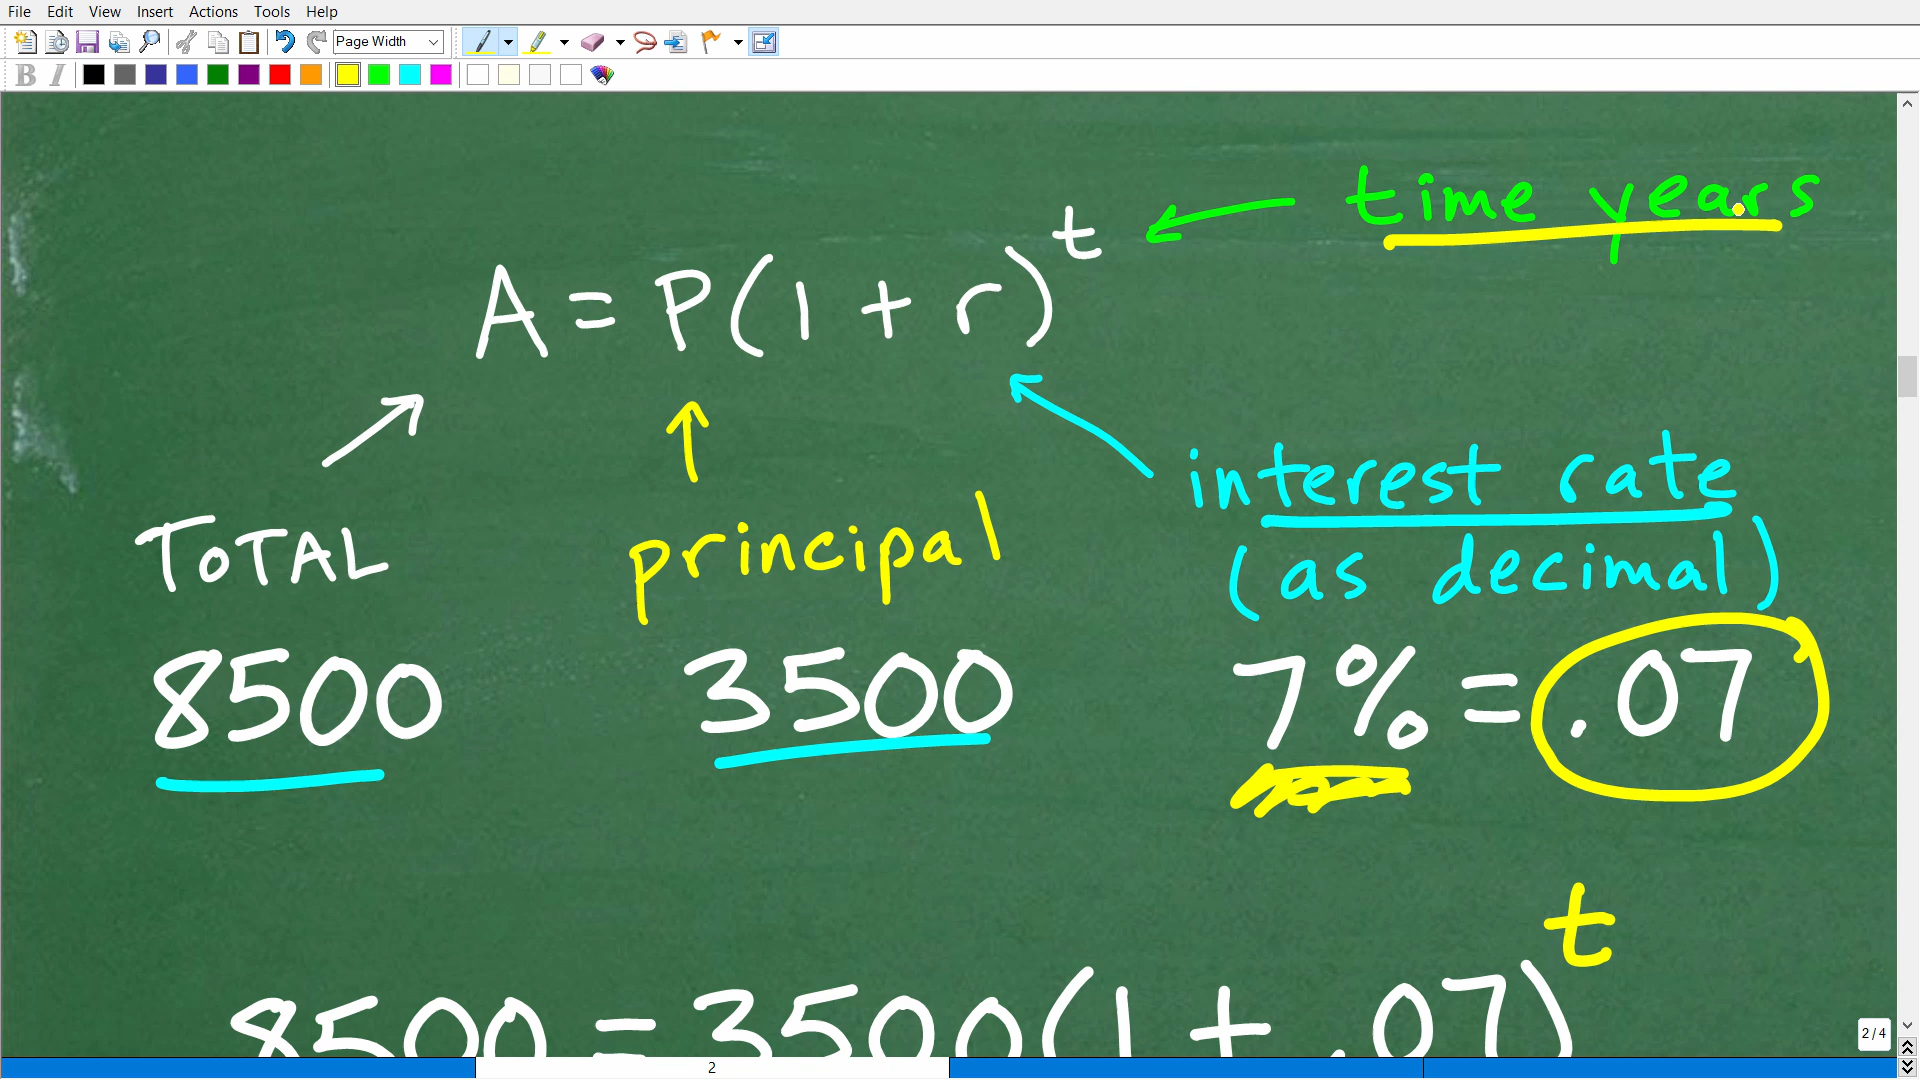 File Edit View Insert Actions Tools Help
Page Width
B I
time years
A = P(1 + r)^t
TOTAL principal interest rate
(as decimal)
8500 3500 7% = .07
8500 = 3500(1 + .07)^t
2/4
2